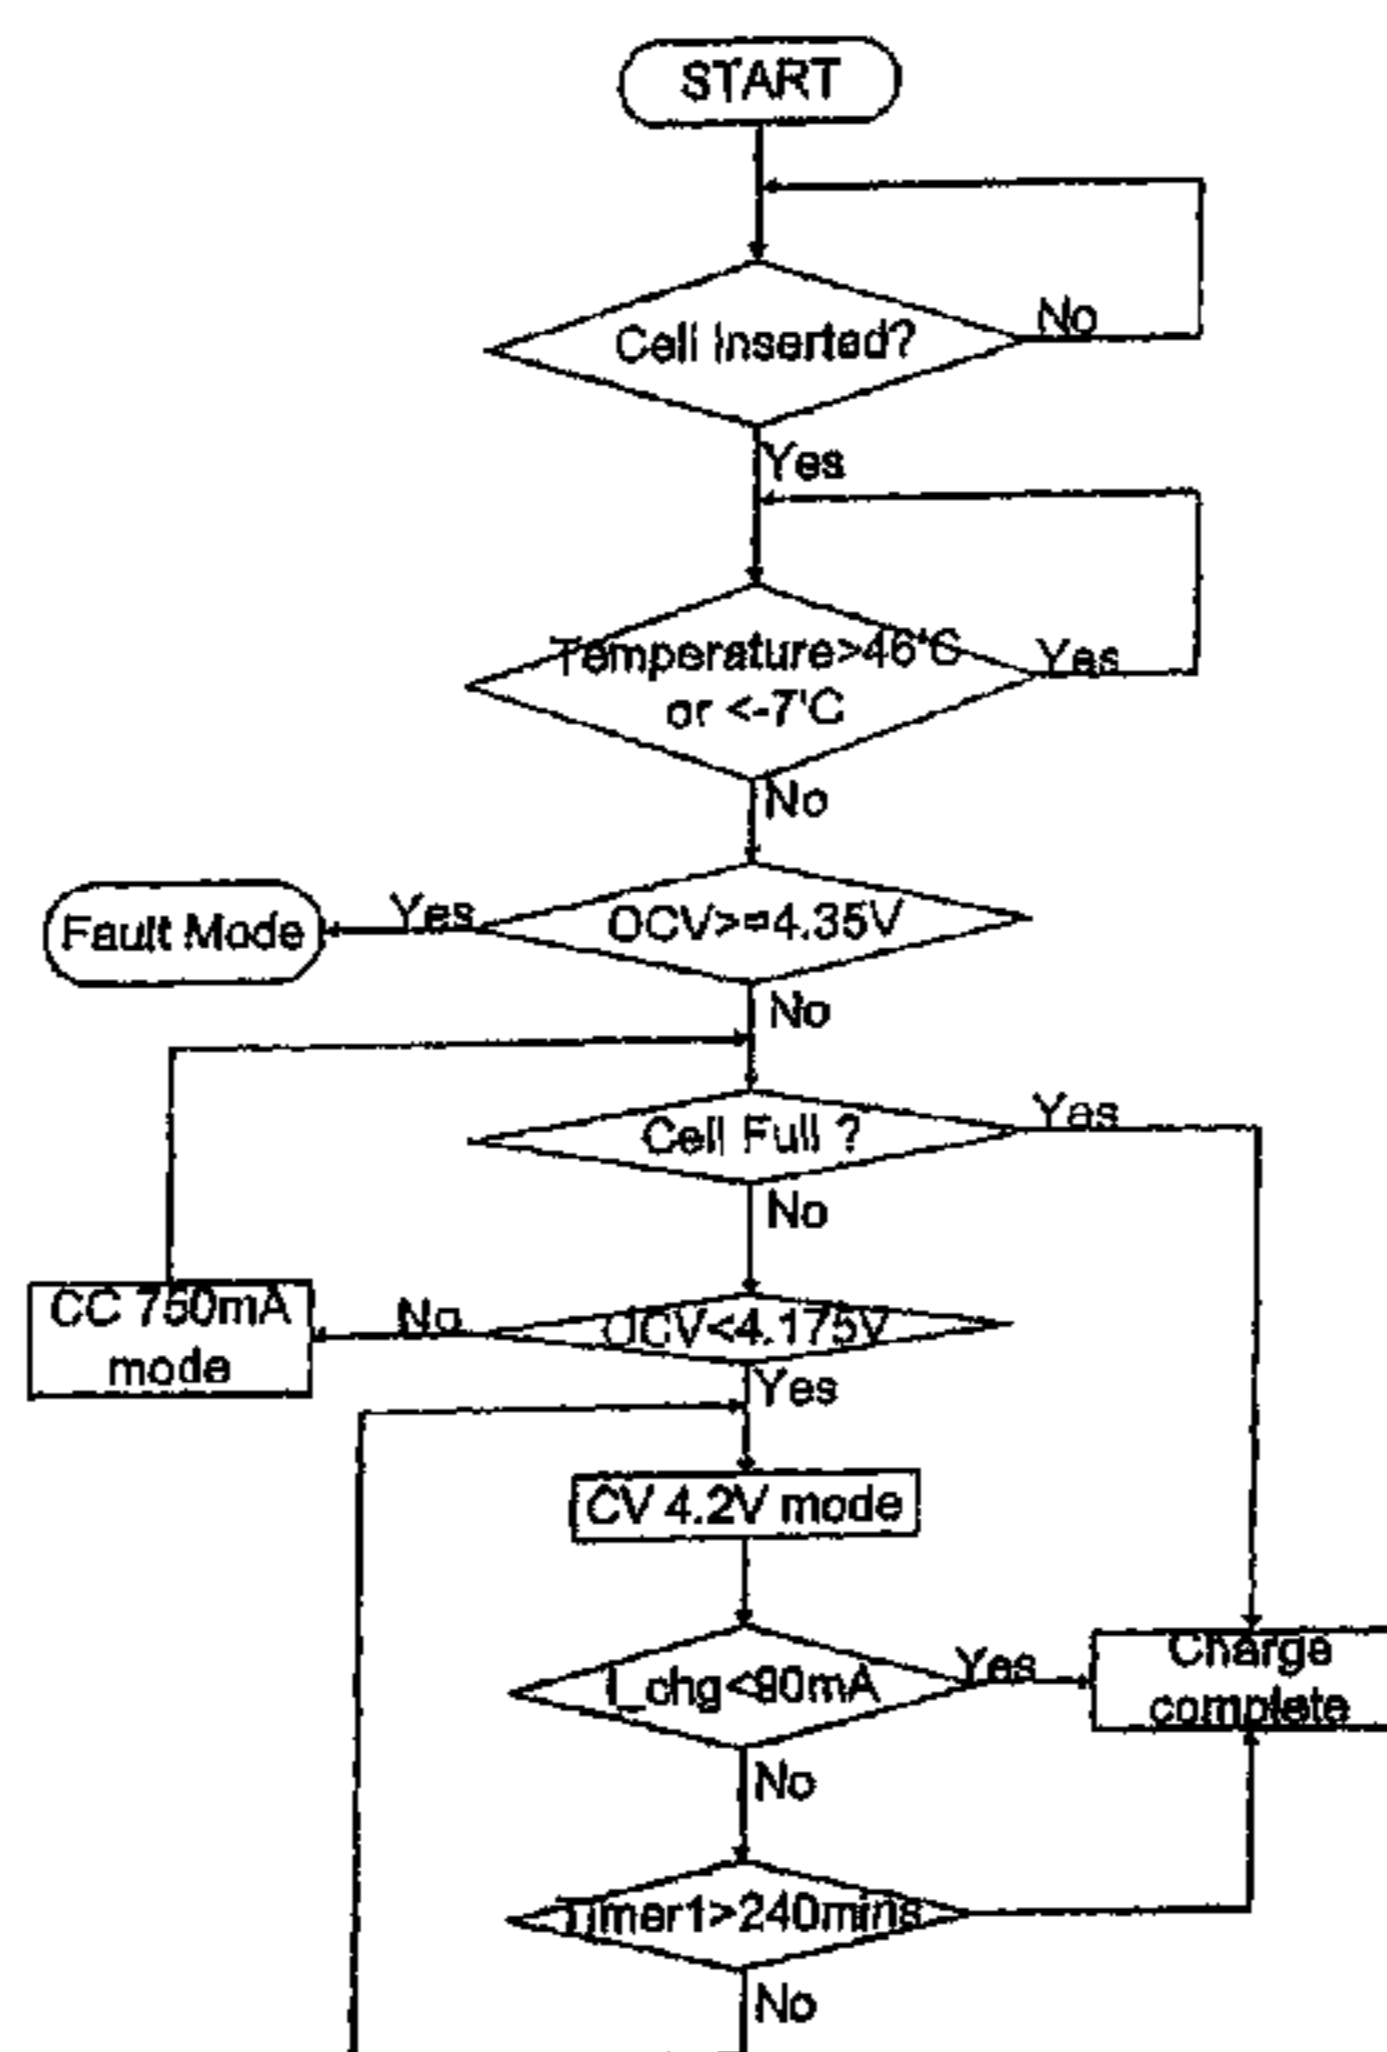 START
Cell Inserted?
No
Yes
Temperature>46'C
or <-7'C
Yes
No
OCV>=4.35V
Yes
Fault Mode
No
Cell Full ?
Yes
No
OCV<4.175V
No
CC 750mA
mode
Yes
CV 4.2V mode
I_chg<90mA
Yes
Charge
complete
No
Timer1>240mins
No